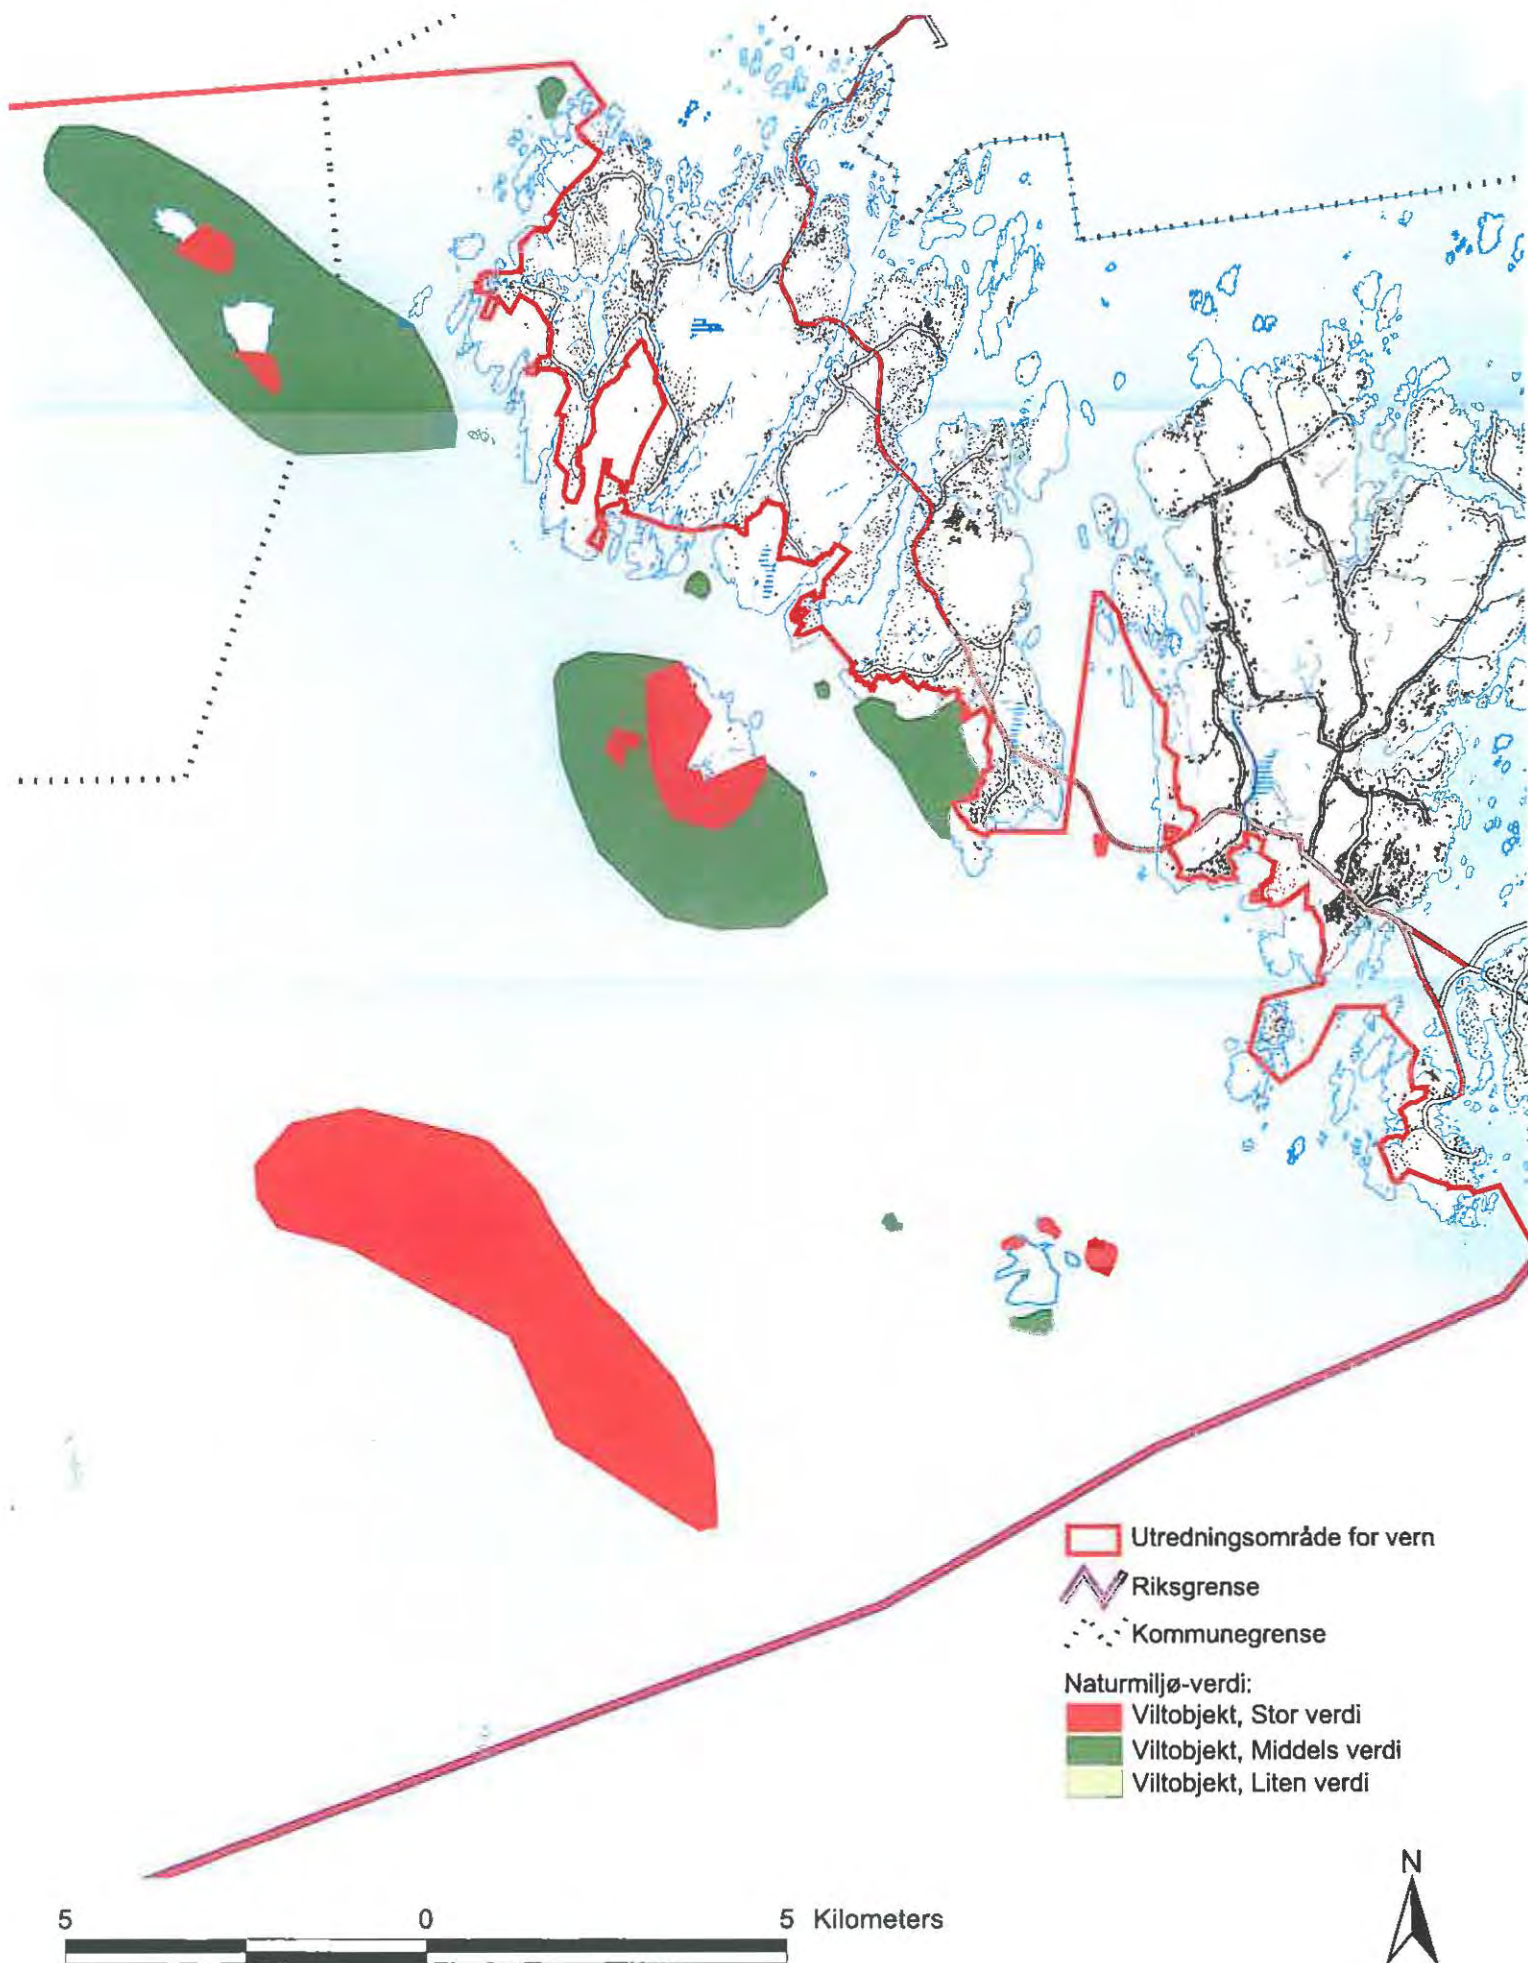 Utredningsområde for vern
Riksgrense
Kommunegrense
Naturmiljø-verdi:
Viltobjekt, Stor verdi
Viltobjekt, Middels verdi
Viltobjekt, Liten verdi
N
5 0 5 Kilometers